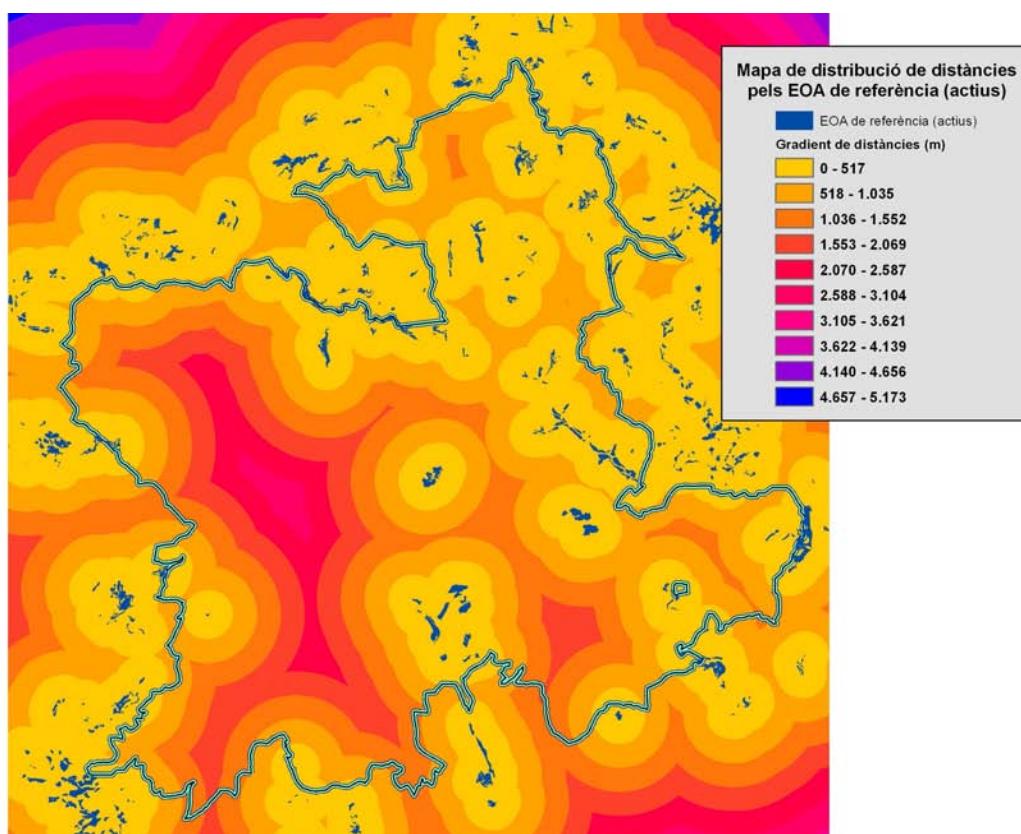 Mapa de distribució de distàncies
pels EOA de referència (actius)
EOA de referència (actius)
Gradient de distàncies (m)
0 - 517
518 - 1.035
1.036 - 1.552
1.553 - 2.069
2.070 - 2.587
2.588 - 3.104
3.105 - 3.621
3.622 - 4.139
4.140 - 4.656
4.657 - 5.173